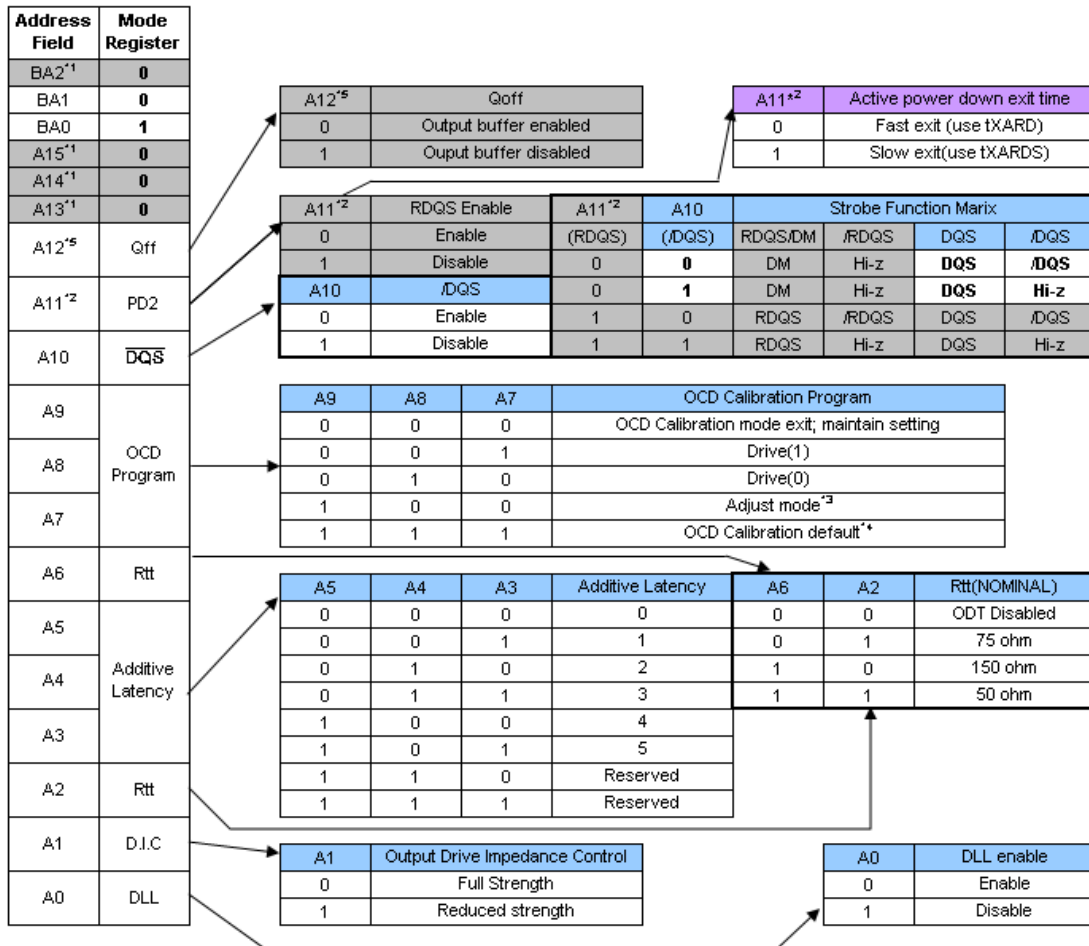 Address Field Mode Register
BA2*1 0
BA1 0
BA0 1
A15*1 0
A14*1 0
A13*1 0
A12*5 Qff
A11*2 PD2
A10 DQS
A9
A8
A7
OCD Program
A6 Rtt
A5
A4
A3
Additive Latency
A2 Rtt
A1 D.I.C
A0 DLL
A12*5 Qoff
0 Output buffer enabled
1 Ouput buffer disabled
A11*2 Active power down exit time
0 Fast exit (use tXARD)
1 Slow exit(use tXARDS)
A11*2 RDQS Enable
0 Enable
1 Disable
A10 /DQS
0 Enable
1 Disable
A11*2 A10 Strobe Function Marix
(RDQS) (/DQS) RDQS/DM /RDQS DQS /DQS
0 0 DM Hi-z DQS /DQS
0 1 DM Hi-z DQS Hi-z
1 0 RDQS /RDQS DQS /DQS
1 1 RDQS Hi-z DQS Hi-z
A9 A8 A7 OCD Calibration Program
0 0 0 OCD Calibration mode exit; maintain setting
0 0 1 Drive(1)
0 1 0 Drive(0)
1 0 0 Adjust mode*3
1 1 1 OCD Calibration default*4
A5 A4 A3 Additive Latency
0 0 0 0
0 0 1 1
0 1 0 2
0 1 1 3
1 0 0 4
1 0 1 5
1 1 0 Reserved
1 1 1 Reserved
A6 A2 Rtt(NOMINAL)
0 0 ODT Disabled
0 1 75 ohm
1 0 150 ohm
1 1 50 ohm
A1 Output Drive Impedance Control
0 Full Strength
1 Reduced strength
A0 DLL enable
0 Enable
1 Disable